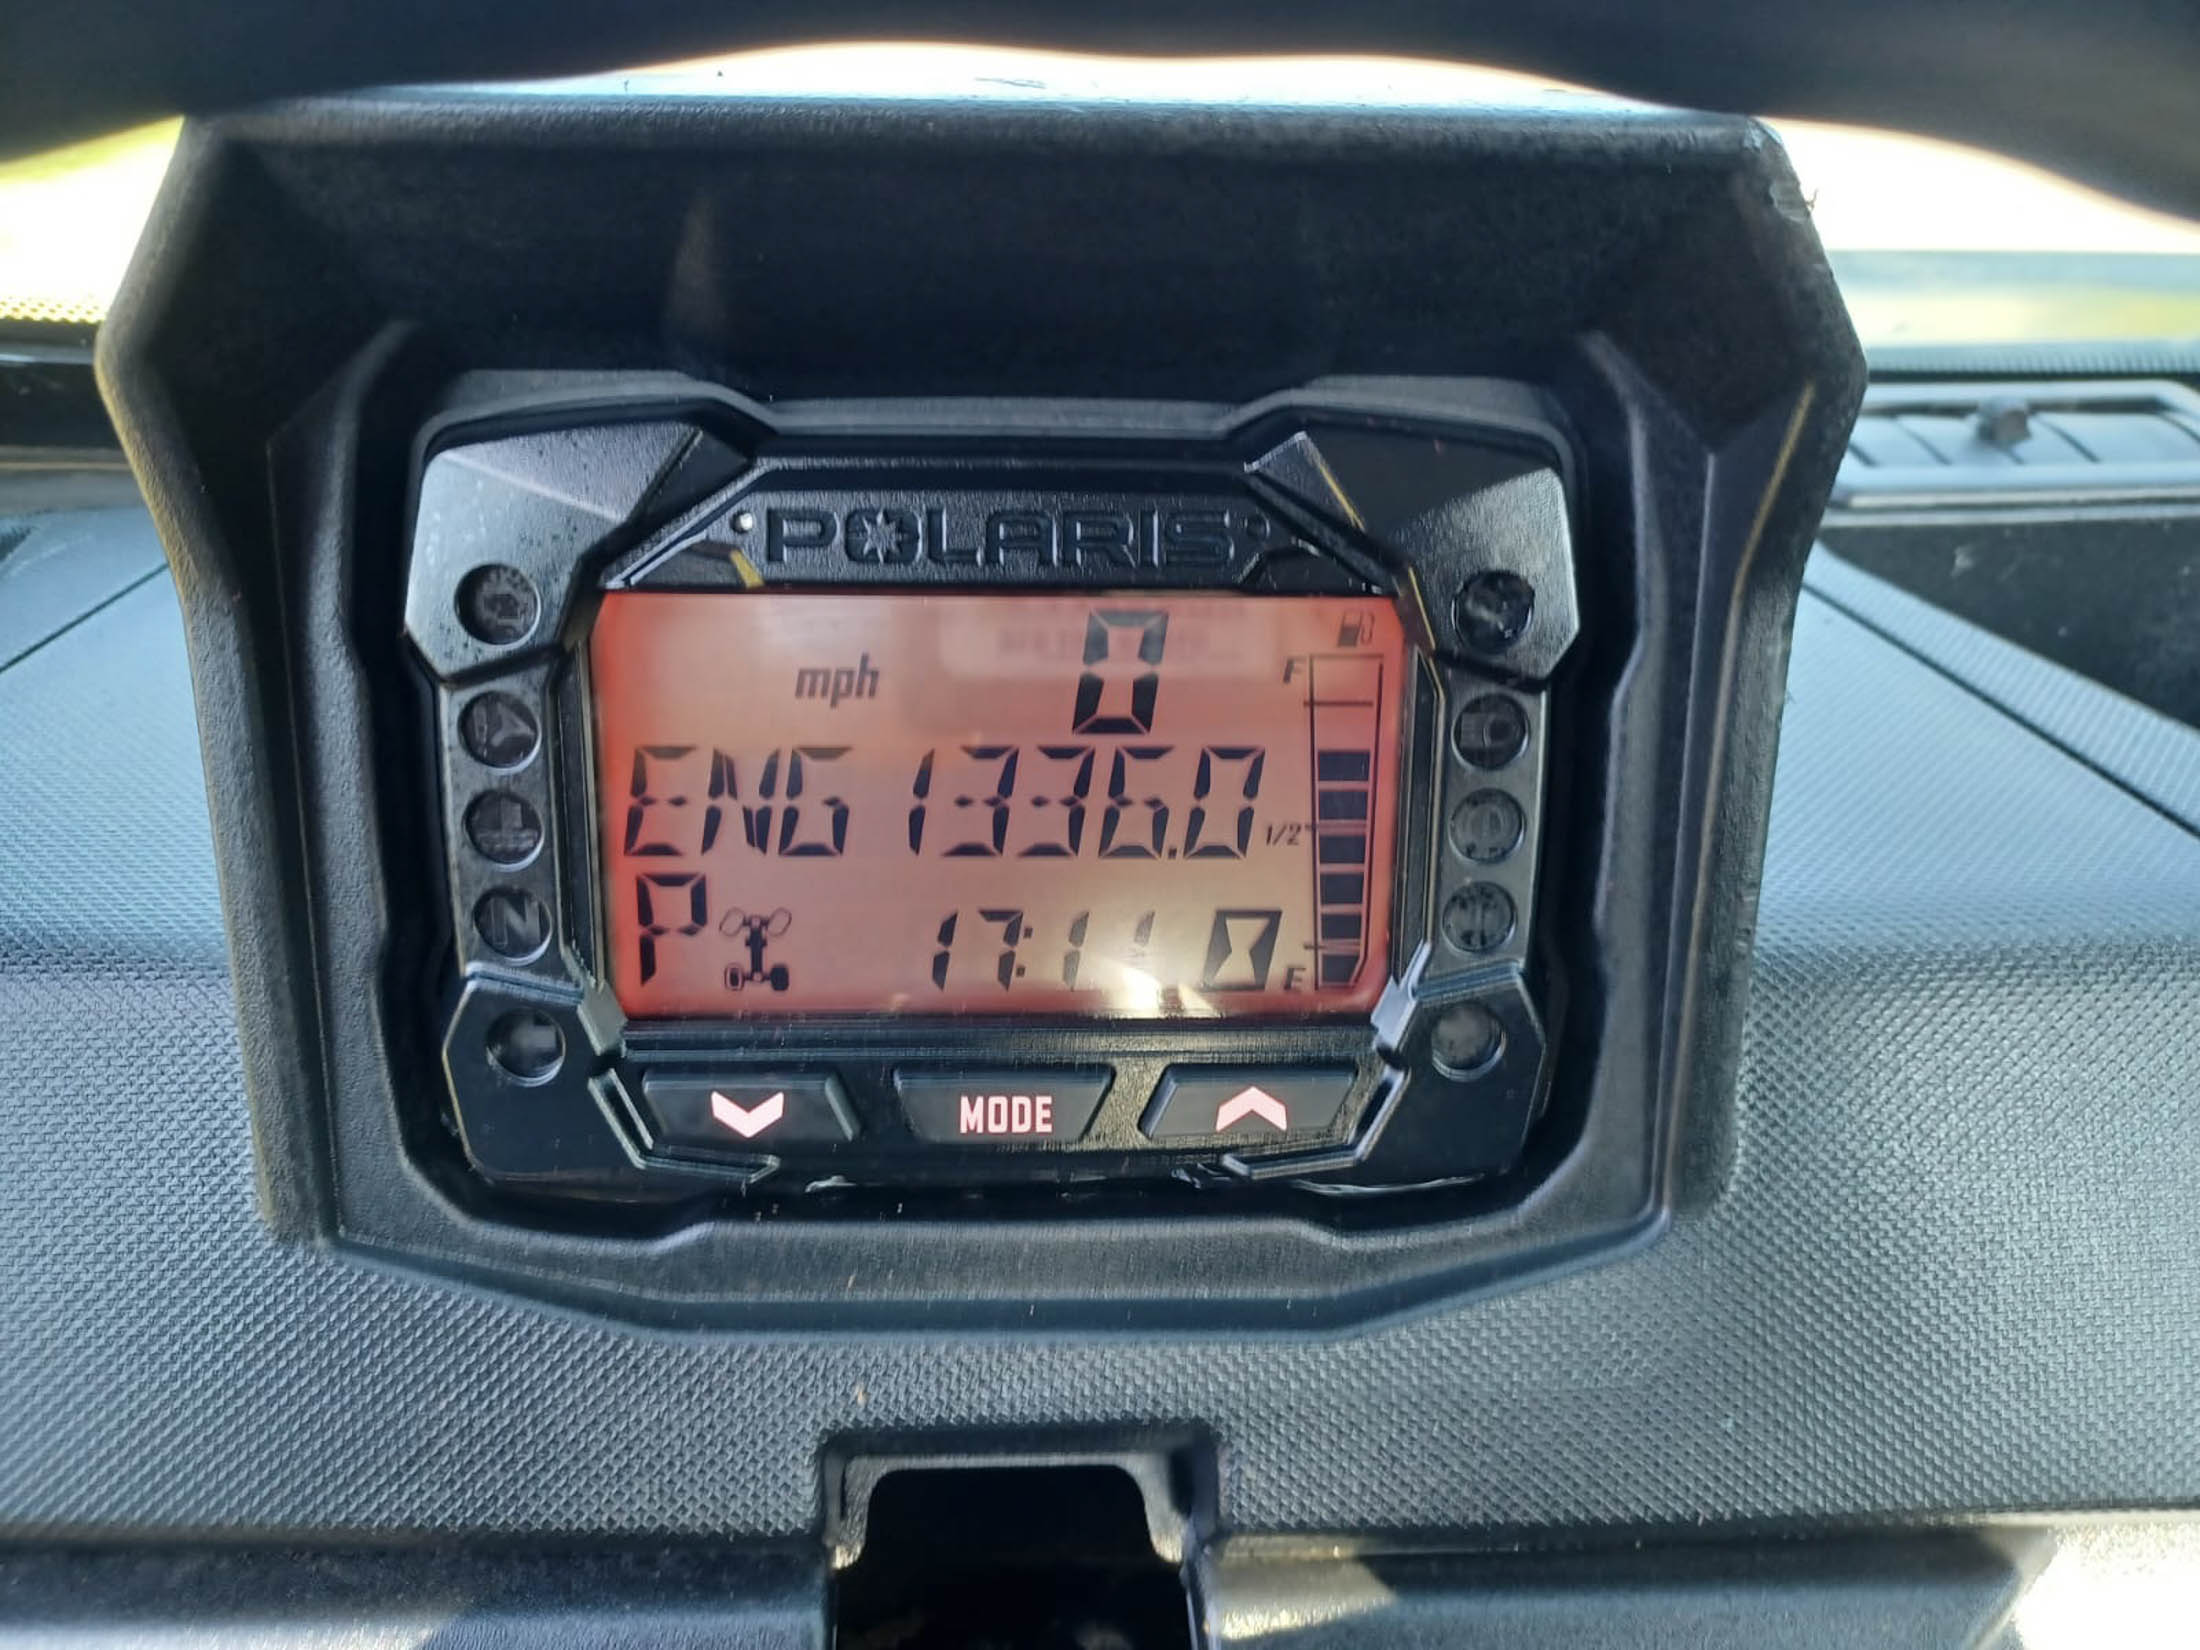 POLARIS
mph 0
F
ENG 1336.0
1/2
P 17:11
E
N
MODE